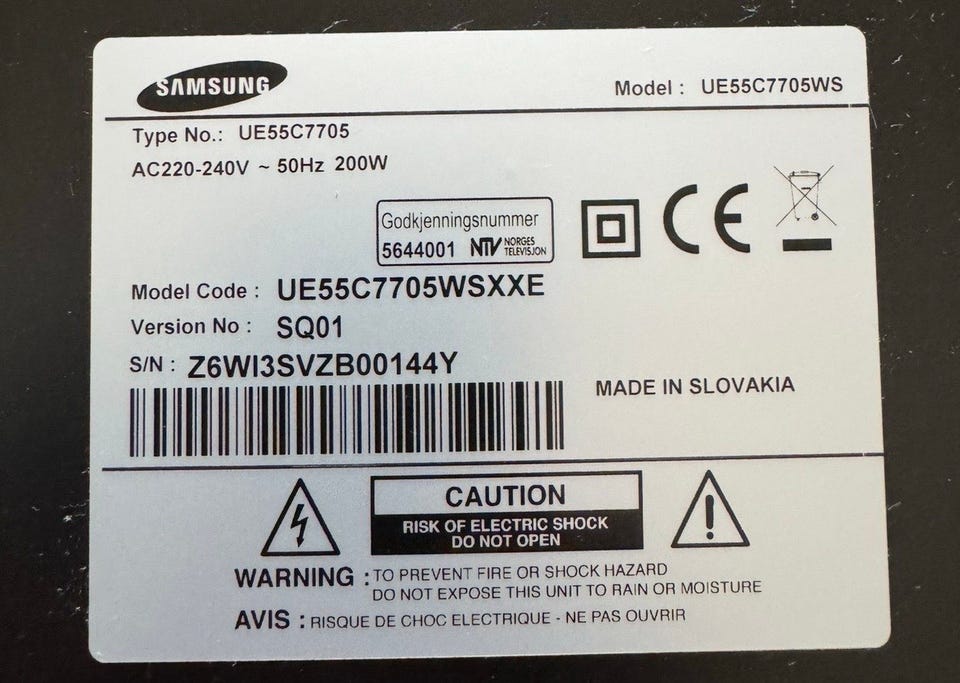 SAMSUNG
Model : UE55C7705WS
Type No.: UE55C7705
AC220-240V ~ 50Hz 200W
Godkjenningsnummer
5644001 NTV NORGES TELEVISJON
CE
Model Code : UE55C7705WSXXE
Version No : SQ01
S/N : Z6WI3SVZB00144Y
MADE IN SLOVAKIA
CAUTION
RISK OF ELECTRIC SHOCK
DO NOT OPEN
WARNING : TO PREVENT FIRE OR SHOCK HAZARD
DO NOT EXPOSE THIS UNIT TO RAIN OR MOISTURE
AVIS : RISQUE DE CHOC ELECTRIQUE - NE PAS OUVRIR